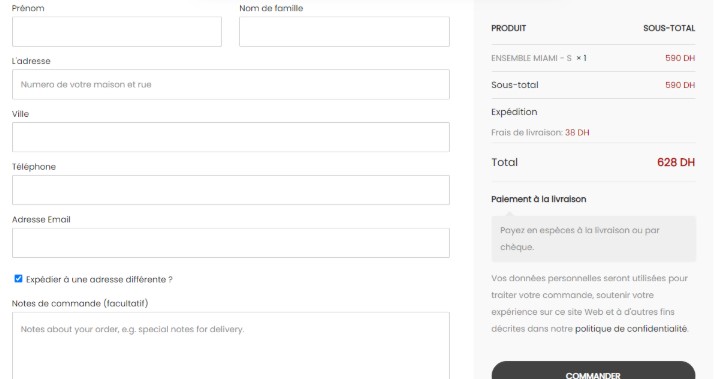 Prénom
Nom de famille
L'adresse
Numero de votre maison et rue
Ville
Téléphone
Adresse Email
Expédier à une adresse différente ?
Notes de commande (facultatif)
Notes about your order, e.g. special notes for delivery.
PRODUIT SOUS-TOTAL
ENSEMBLE MIAMI - S × 1 590 DH
Sous-total 590 DH
Expédition
Frais de livraison: 38 DH
Total 628 DH
Paiement à la livraison
Payez en espèces à la livraison ou par
chèque.
Vos données personnelles seront utilisées pour
traiter votre commande, soutenir votre
expérience sur ce site Web et à d'autres fins
décrites dans notre politique de confidentialité.
COMMANDER